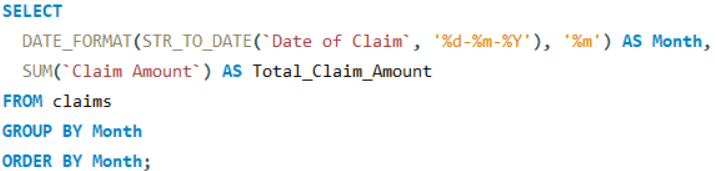 SELECT
DATE_FORMAT(STR_TO_DATE(`Date of Claim`, '%d-%m-%Y'), '%m') AS Month,
SUM(`Claim Amount`) AS Total_Claim_Amount
FROM claims
GROUP BY Month
ORDER BY Month;